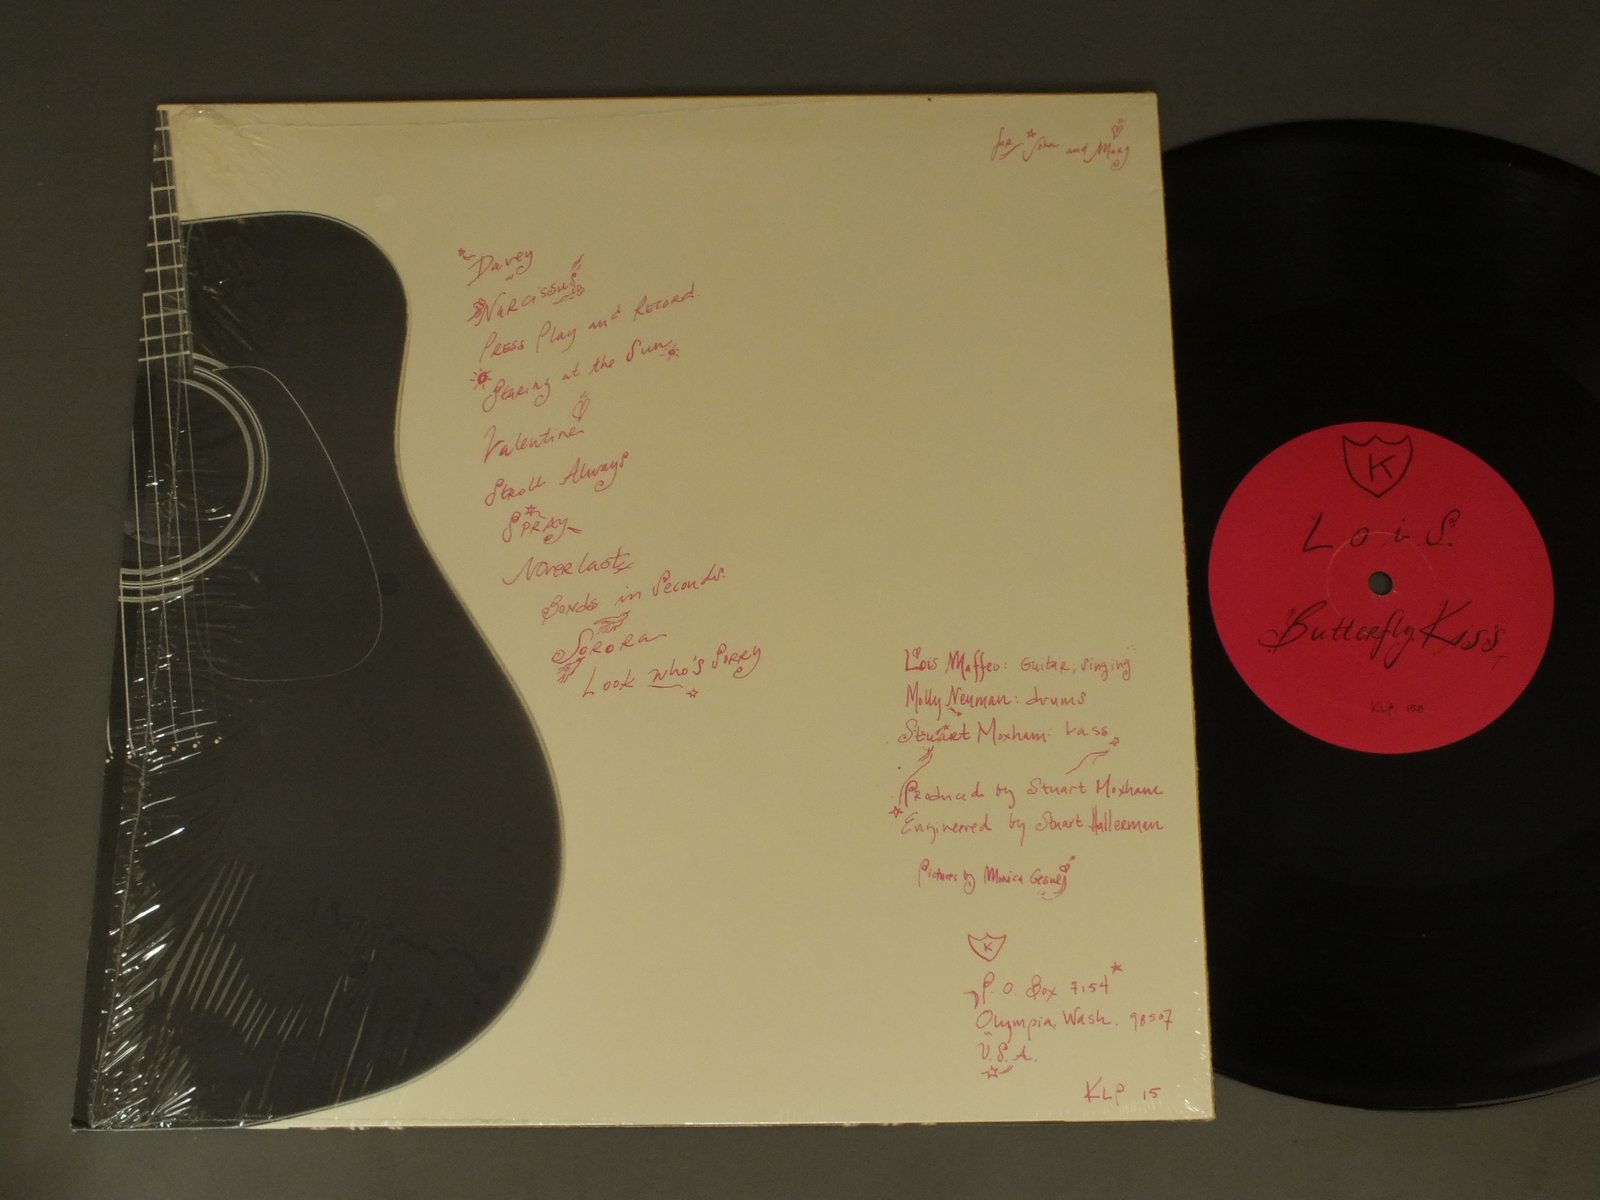 for John and Mary
Davey
Narcissus
Press Play and Record
Staring at the Sun
Valentine
Stroll Always
Spray
Never last
Bonds in Seconds
Sorora
Look who's Sorry
Lois Maffeo: Guitar, singing
Molly Neuman: drums
Stuart Moxham: bass
Produced by Stuart Moxham
Engineered by Stuart Hallerman
Pictures by Monica
K
P. O. Box 7154
Olympia, Wash. 98507
U.S.A.
KLP 15
K
Lois.
Butterfly Kiss
KLP 15B